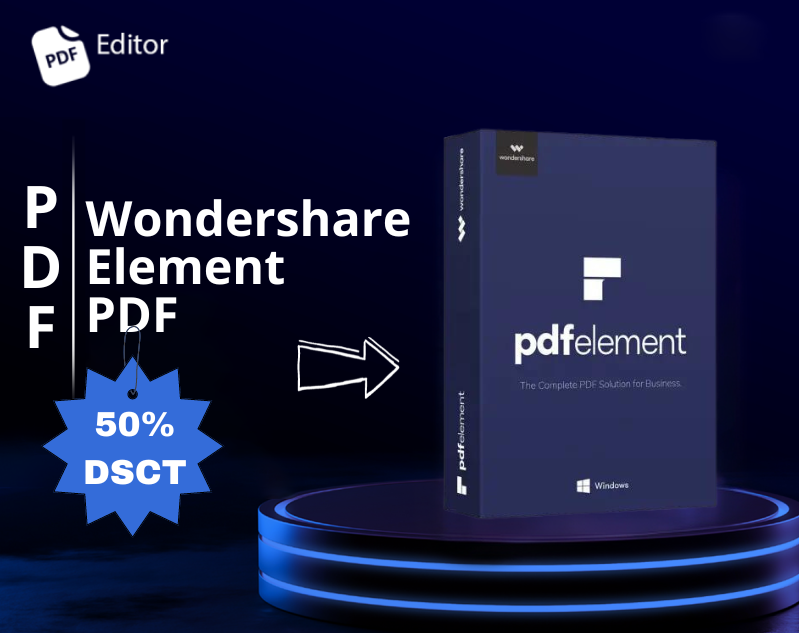 PDF
Editor
P
D
F
Wondershare
Element
PDF
50%
DSCT
wondershare
wondershare
pdfelement
The Complete PDF Solution for Business.
pdfelement
Windows